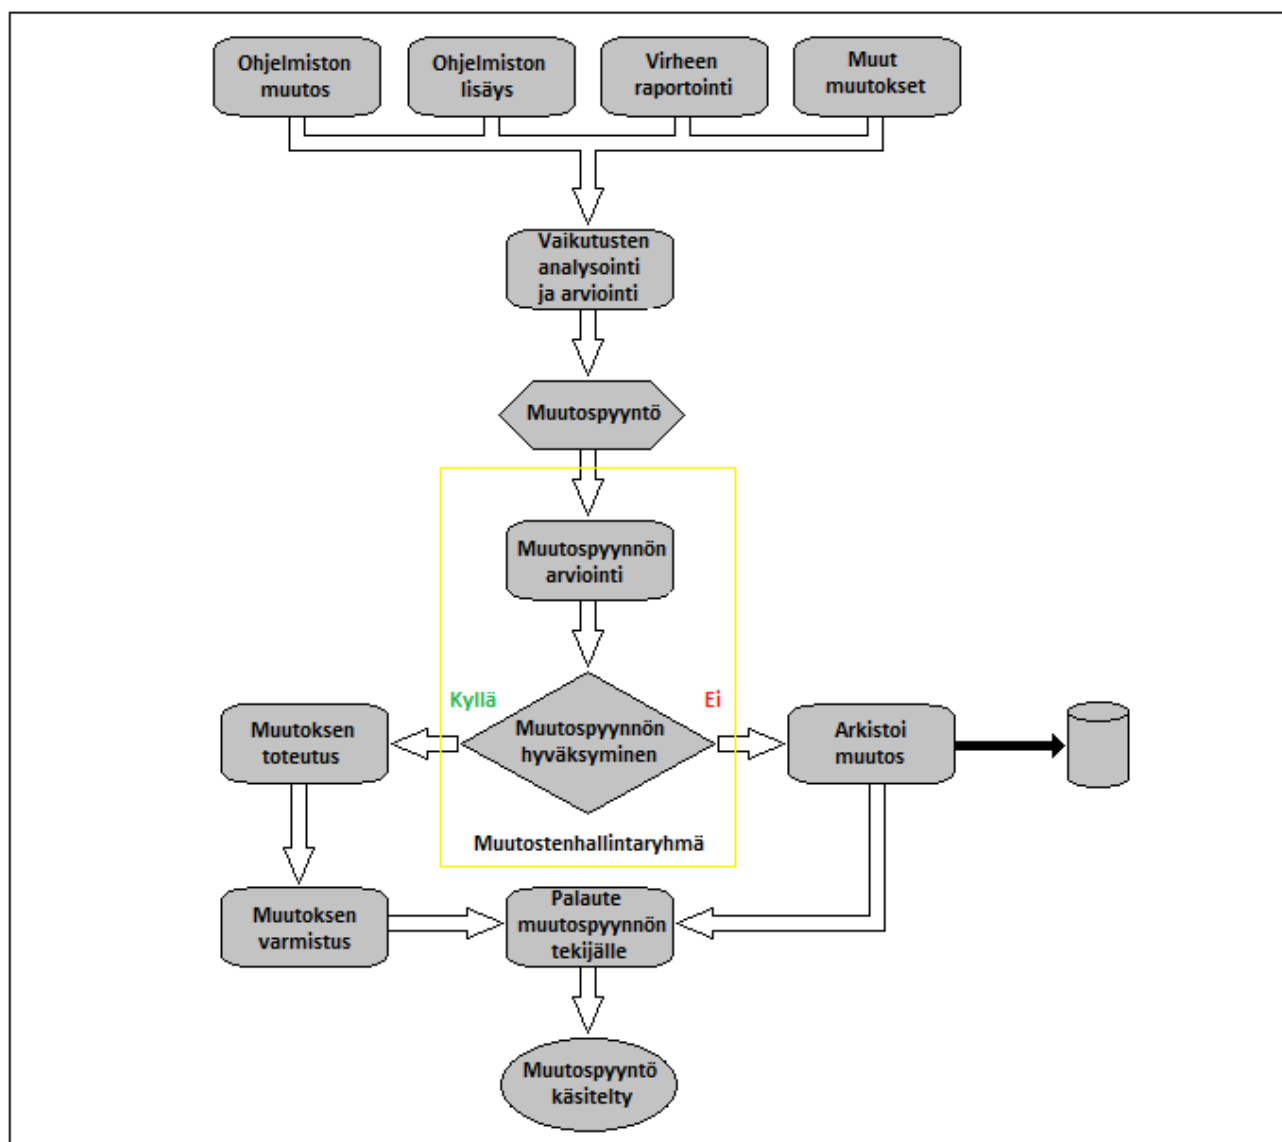 Ohjelmiston
muutos
Ohjelmiston
lisäys
Virheen
raportointi
Muut
muutokset
Vaikutusten
analysointi
ja arviointi
Muutospyyntö
Muutospyynnön
arviointi
Kyllä
Ei
Muutospyynnön
hyväksyminen
Muutoksen
toteutus
Arkistoi
muutos
Muutostenhallintaryhmä
Muutoksen
varmistus
Palaute
muutospyynnön
tekijälle
Muutospyyntö
käsitelty